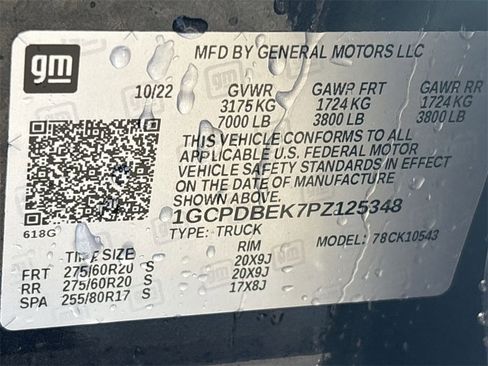 gm
MFD BY GENERAL MOTORS LLC
10/22 GVWR GAWR FRT GAWR RR
3175 KG 1724 KG 1724 KG
7000 LB 3800 LB 3800 LB
THIS VEHICLE CONFORMS TO ALL
APPLICABLE U.S. FEDERAL MOTOR
VEHICLE SAFETY STANDARDS IN EFFECT
ON THE DATE OF MANUFACTURE
SHOWN ABOVE.
1GCPDBEK7PZ125348
618G TYPE: TRUCK MODEL: 78CK10543
TIRE SIZE RIM
FRT 275/60R20 S 20X9J
RR 275/60R20 S 20X9J
SPA 255/80R17 S 17X8J